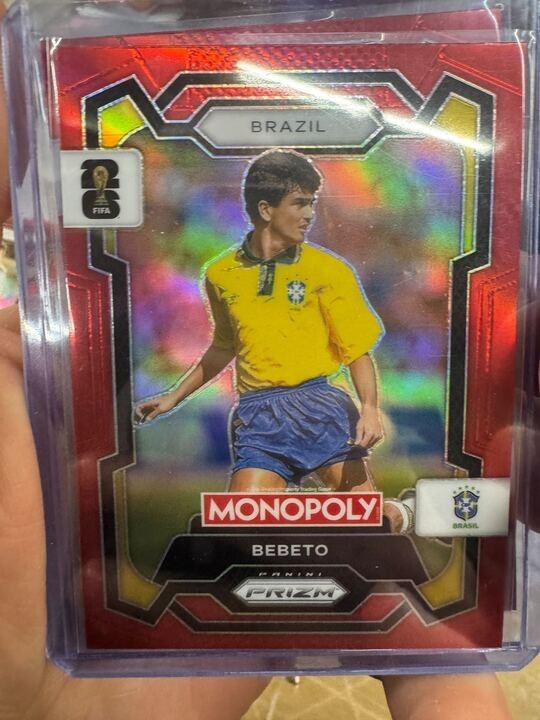 BRAZIL
26
FIFA
MONOPOLY
BRASIL
BEBETO
PANINI
PRIZM